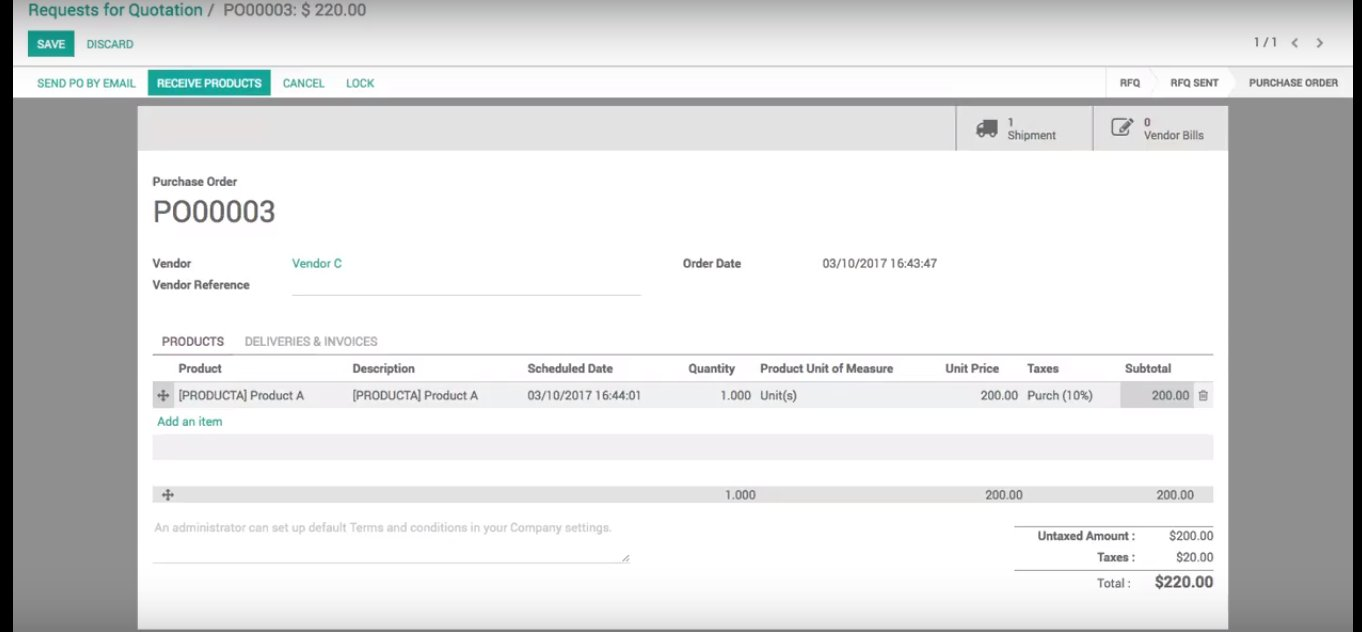 Requests for Quotation / PO00003: $ 220.00
SAVE DISCARD 1 / 1
SEND PO BY EMAIL RECEIVE PRODUCTS CANCEL LOCK RFQ RFQ SENT PURCHASE ORDER
1 Shipment 0 Vendor Bills
Purchase Order
PO00003
Vendor Vendor C Order Date 03/10/2017 16:43:47
Vendor Reference
PRODUCTS DELIVERIES & INVOICES
Product Description Scheduled Date Quantity Product Unit of Measure Unit Price Taxes Subtotal
[PRODUCTA] Product A [PRODUCTA] Product A 03/10/2017 16:44:01 1.000 Unit(s) 200.00 Purch (10%) 200.00
Add an item
1.000 200.00 200.00
An administrator can set up default Terms and conditions in your Company settings.
Untaxed Amount : $200.00
Taxes : $20.00
Total : $220.00